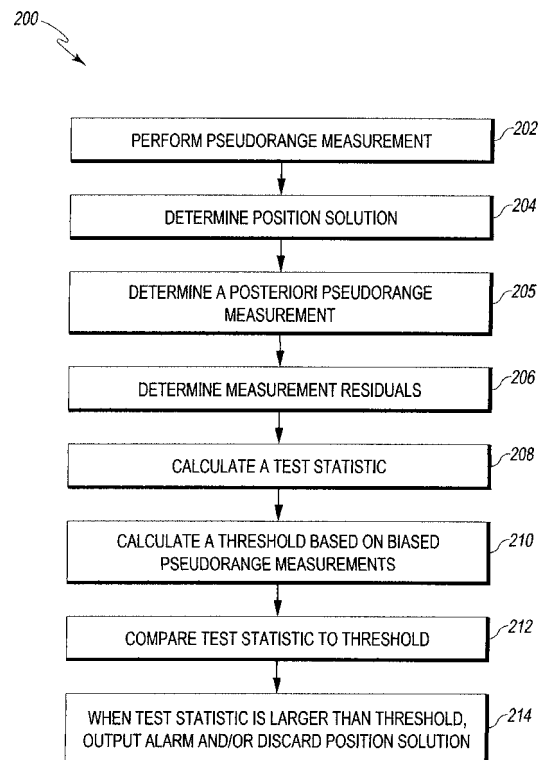 200
PERFORM PSEUDORANGE MEASUREMENT
202
DETERMINE POSITION SOLUTION
204
DETERMINE A POSTERIORI PSEUDORANGE
MEASUREMENT
205
DETERMINE MEASUREMENT RESIDUALS
206
CALCULATE A TEST STATISTIC
208
CALCULATE A THRESHOLD BASED ON BIASED
PSEUDORANGE MEASUREMENTS
210
COMPARE TEST STATISTIC TO THRESHOLD
212
WHEN TEST STATISTIC IS LARGER THAN THRESHOLD,
OUTPUT ALARM AND/OR DISCARD POSITION SOLUTION
214